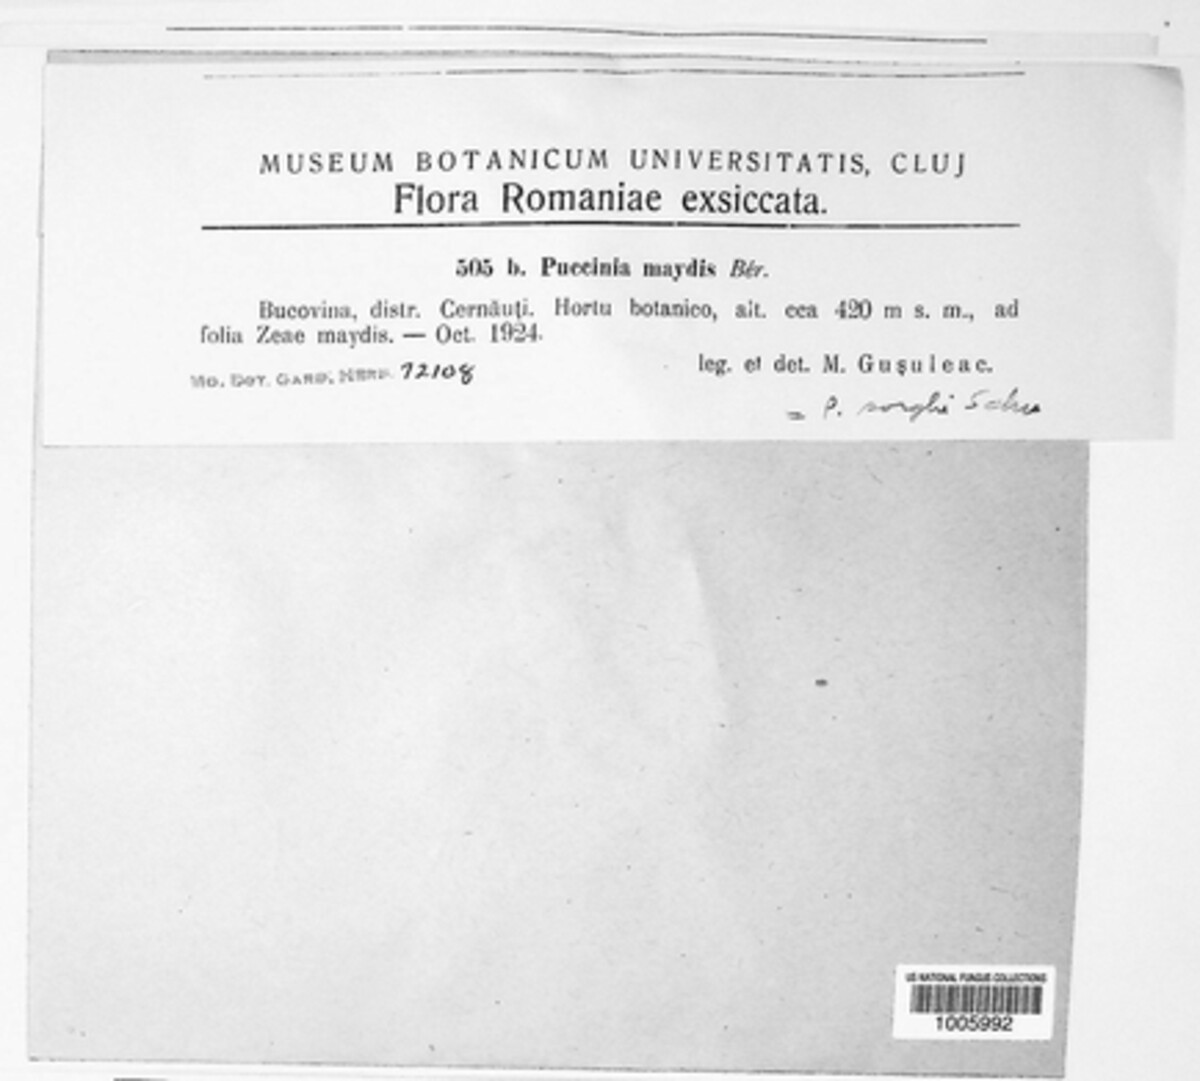 MUSEUM BOTANICUM UNIVERSITATIS, CLUJ
Flora Romaniae exsiccata.
505 b. Puccinia maydis Bér.
Bucovina, distr. Cernăuţi. Hortu botanico, alt. cca 420 m s. m., ad
folia Zeae maydis. — Oct. 1924.
leg. et det. M. Guşuleac.
Mo. Bot. Gard. Herb. 72108
= P. sorghi Schw
US NATIONAL FUNGUS COLLECTIONS
1005992